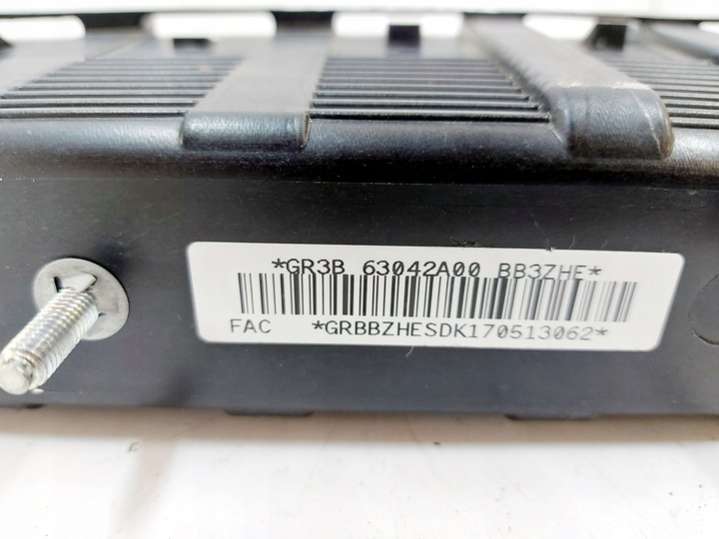 *GR3B 63042A00 BB3ZHE*
FAC *GRBBZHESDK170513062*